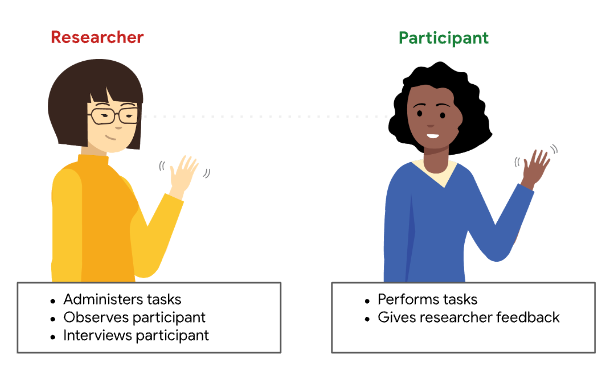 Researcher
Participant
• Administers tasks
• Observes participant
• Interviews participant
• Performs tasks
• Gives researcher feedback